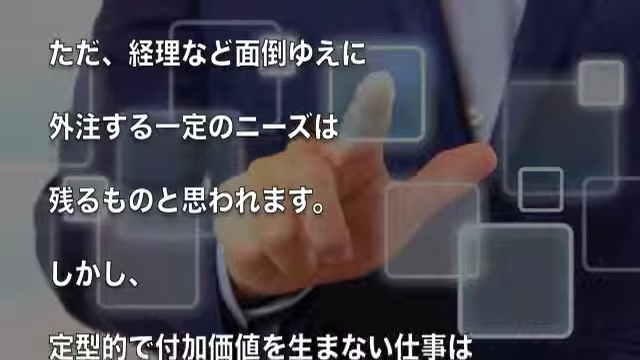 ただ、経理など面倒ゆえに
外注する一定のニーズは
残るものと思われます。
しかし、
定型的で付加価値を生まない仕事は